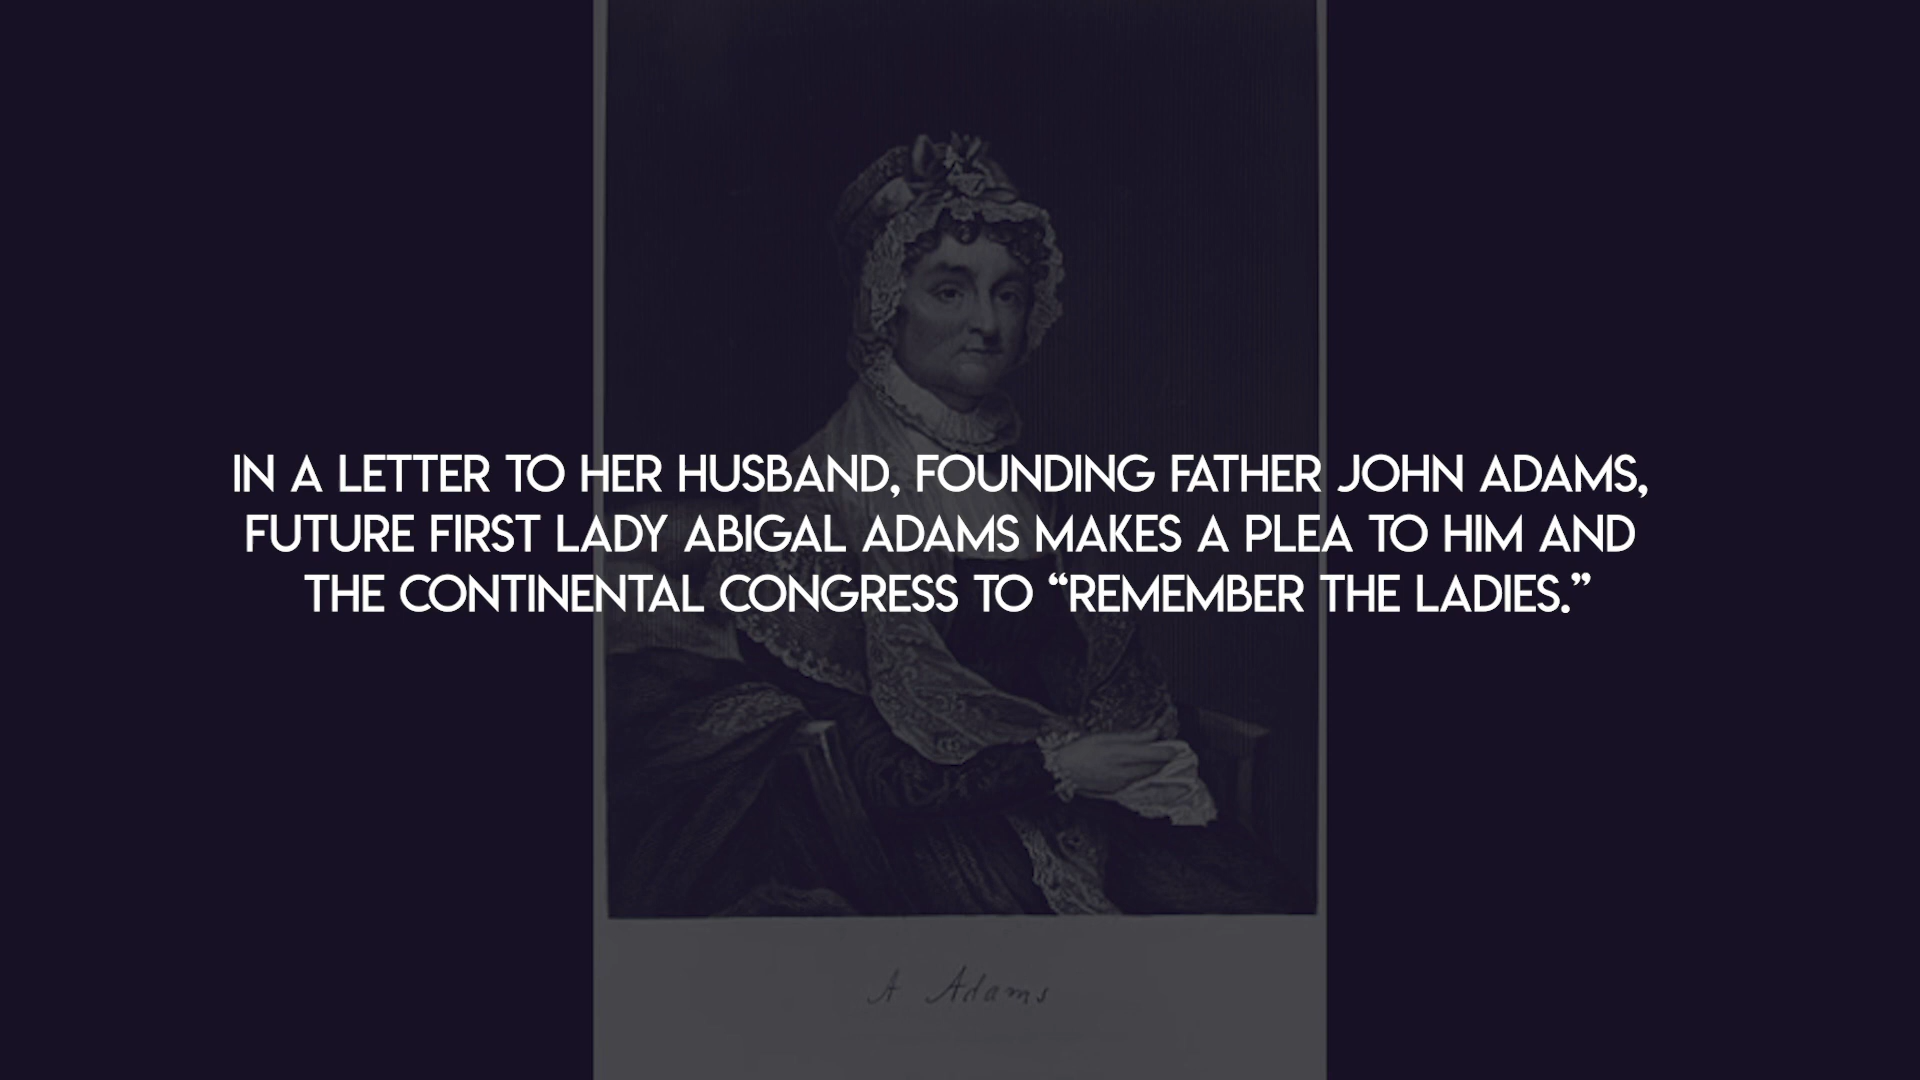 IN A LETTER TO HER HUSBAND, FOUNDING FATHER JOHN ADAMS,
FUTURE FIRST LADY ABIGAL ADAMS MAKES A PLEA TO HIM AND
THE CONTINENTAL CONGRESS TO “REMEMBER THE LADIES.”
A Adams